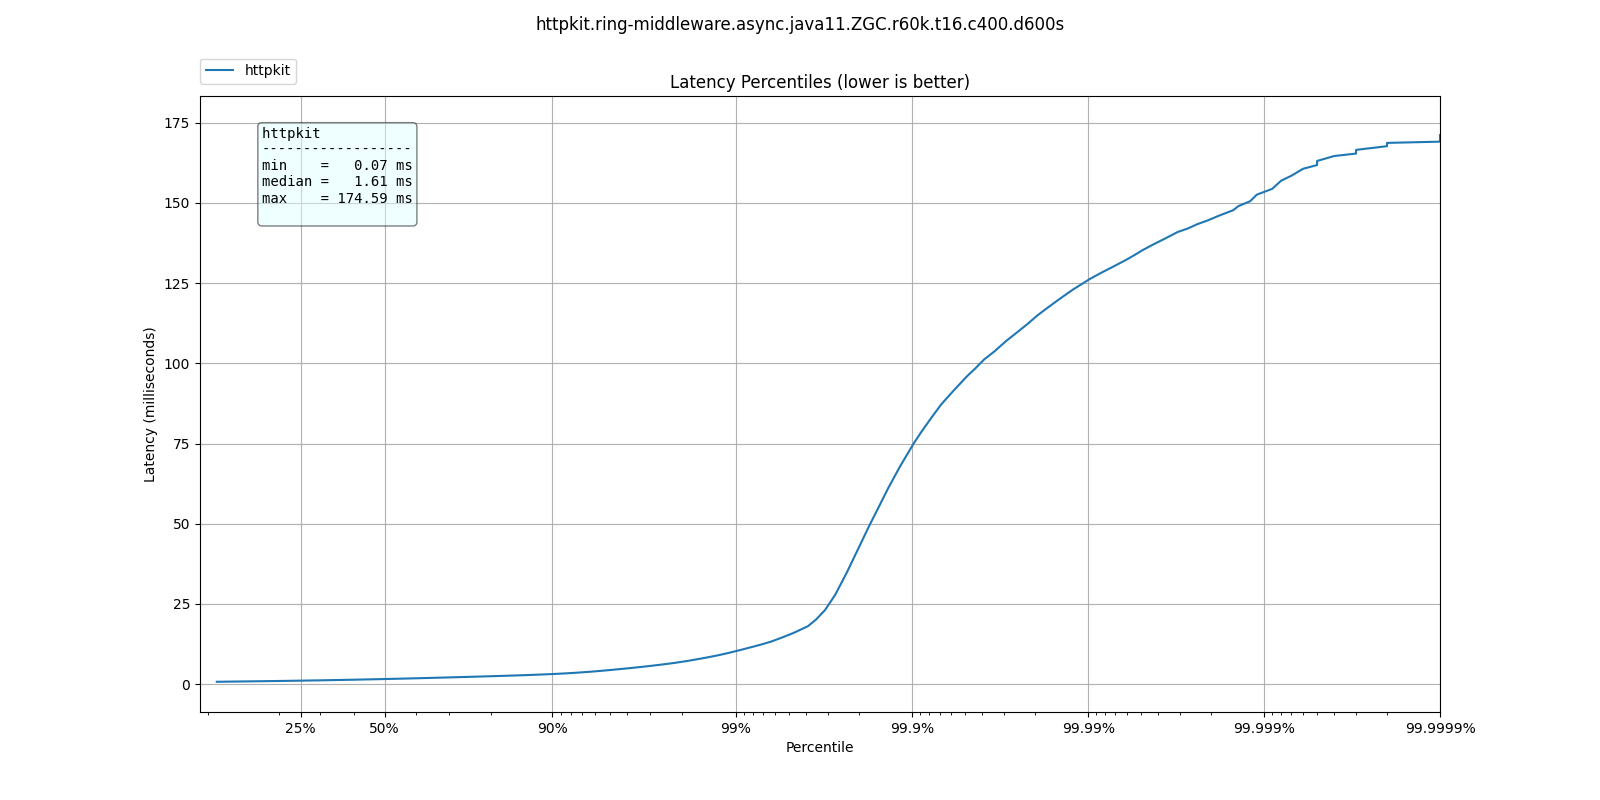 httpkit.ring-middleware.async.java11.ZGC.r60k.t16.c400.d600s
httpkit
Latency Percentiles (lower is better)
175
150
125
100
75
50
25
0
Latency (milliseconds)
httpkit
------------------
min    =   0.07 ms
median =   1.61 ms
max    = 174.59 ms
25% 50% 90% 99% 99.9% 99.99% 99.999% 99.9999%
Percentile